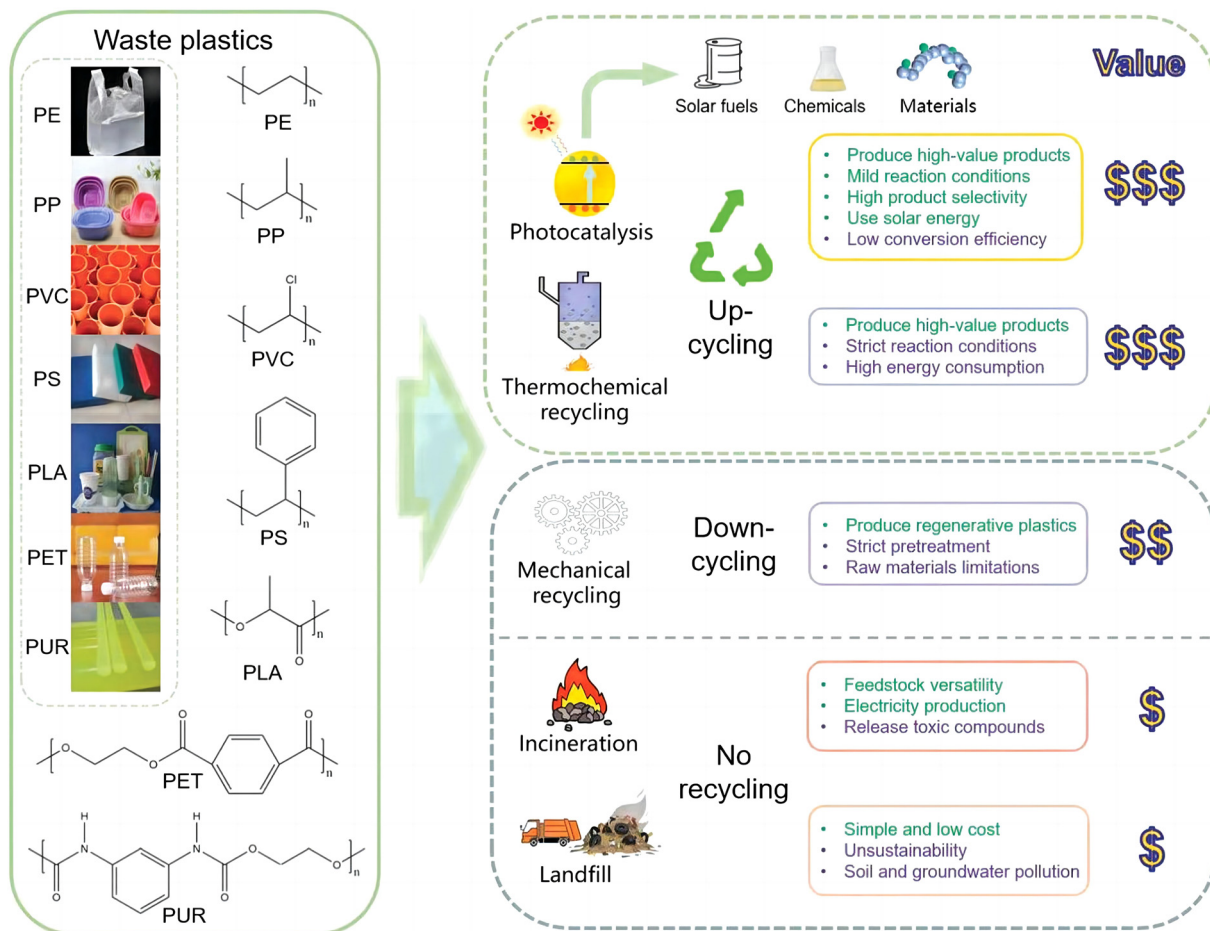 Waste plastics
PE
PP
PVC
PS
PLA
PET
PUR
n
PE
n
PP
Cl
n
PVC
n
PS
O
O
n
PLA
O
O
O
O
n
PET
H
H
N
N
O
O
n
O
O
PUR
Value
Solar fuels
Chemicals
Materials
Photocatalysis
• Produce high-value products
• Mild reaction conditions
• High product selectivity
• Use solar energy
• Low conversion efficiency
$$$
Up-
cycling
Thermochemical
recycling
• Produce high-value products
• Strict reaction conditions
• High energy consumption
$$$
Mechanical
recycling
Down-
cycling
• Produce regenerative plastics
• Strict pretreatment
• Raw materials limitations
$$
Incineration
• Feedstock versatility
• Electricity production
• Release toxic compounds
$
No
recycling
Landfill
• Simple and low cost
• Unsustainability
• Soil and groundwater pollution
$